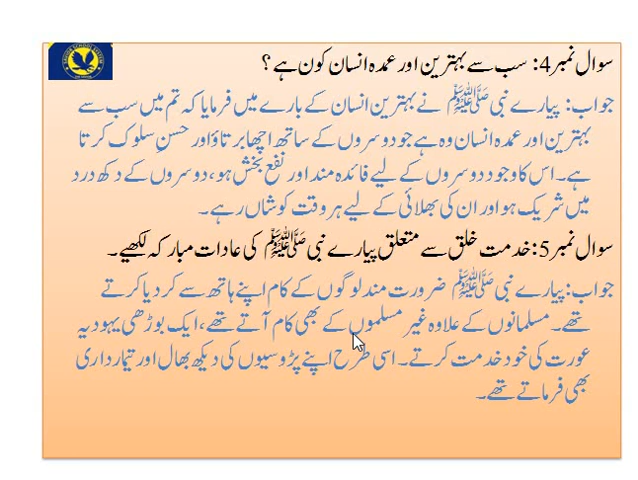 سوال نمبر4: سب سے بہترین اور عمدہ انسان کون ہے؟
جواب: پیارے نبی ﷺ نے بہترین انسان کے بارے میں فرمایا کہ تم میں سب سے
بہترین اور عمدہ انسان وہ ہے جو دوسروں کے ساتھ اچھا برتاؤ اور حسنِ سلوک کرتا
ہے۔ اس کا وجود دوسروں کے لیے فائدہ مند اور نفع بخش ہو، دوسروں کے دکھ درد
میں شریک ہو اور ان کی بھلائی کے لیے ہر وقت کوشاں رہے۔
سوال نمبر5: خدمت خلق سے متعلق پیارے نبی ﷺ کی عادات مبارکہ لکھیے۔
جواب: پیارے نبی ﷺ ضرورت مند لوگوں کے کام اپنے ہاتھ سے کر دیا کرتے
تھے۔ مسلمانوں کے علاوہ غیر مسلموں کے بھی کام آتے تھے، ایک بوڑھی یہودیہ
عورت کی خود خدمت کرتے۔ اسی طرح اپنے پڑوسیوں کی دیکھ بھال اور تیمارداری
بھی فرماتے تھے۔